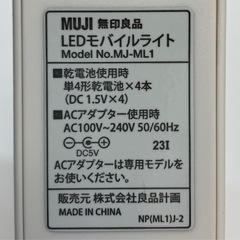 MUJI 無印良品
LEDモバイルライト
Model No.MJ-ML1
■乾電池使用時
単4形乾電池×4本
(DC 1.5V×4)
■ACアダプター使用時
AC100V~240V 50/60Hz
DC5V 23I
ACアダプターは専用モデルを
お使いください。
販売元 株式会社良品計画
MADE IN CHINA NP(ML1)J-2